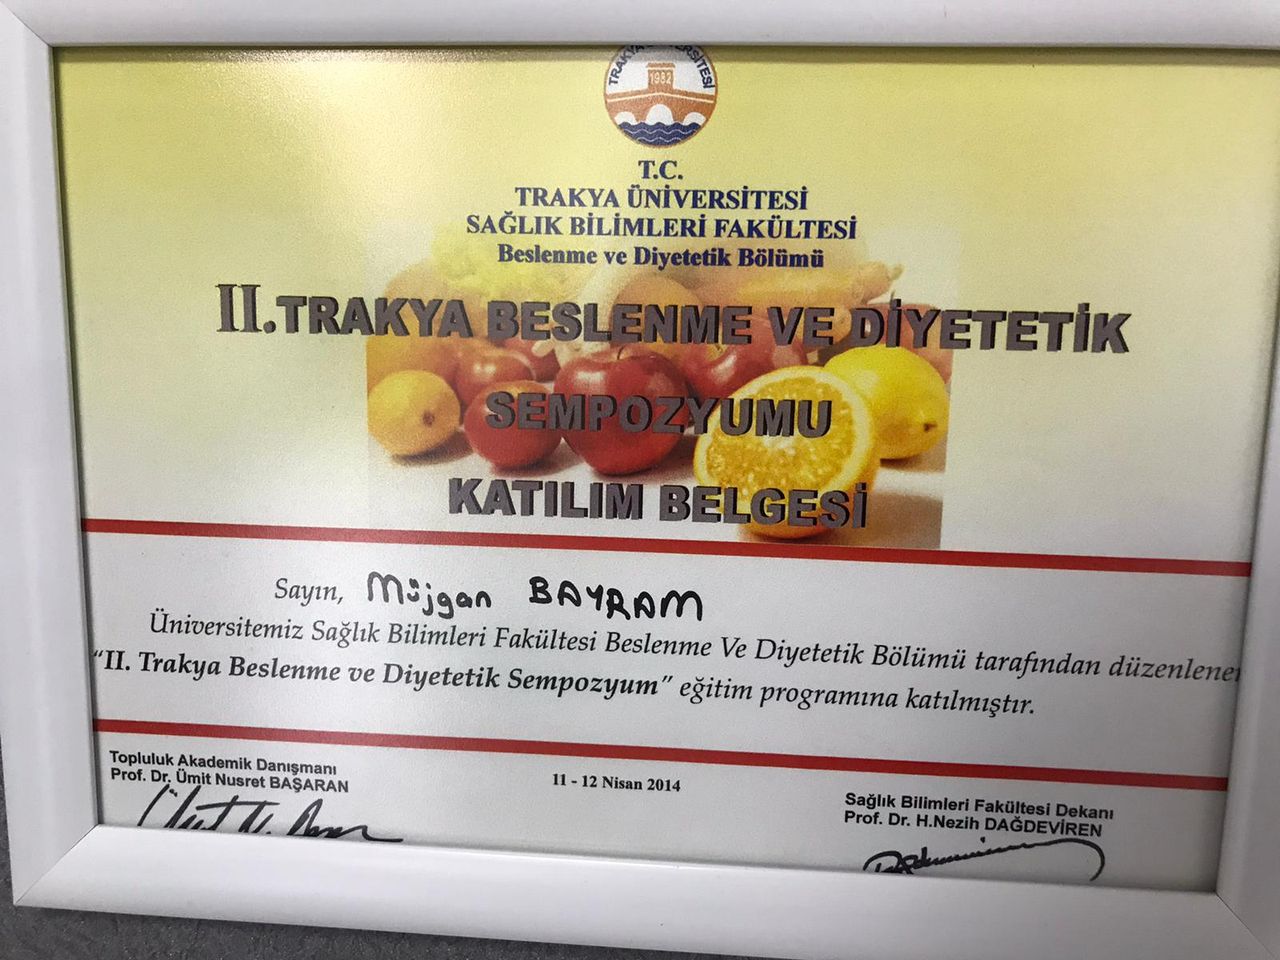 TRAKYA ÜNİVERSİTESİ
1982
T.C.
TRAKYA ÜNİVERSİTESİ
SAĞLIK BİLİMLERİ FAKÜLTESİ
Beslenme ve Diyetetik Bölümü
II.TRAKYA BESLENME VE DİYETETİK
SEMPOZYUMU
KATILIM BELGESİ
Sayın, Müjgan BAYRAM
Üniversitemiz Sağlık Bilimleri Fakültesi Beslenme Ve Diyetetik Bölümü tarafından düzenlenen
“II. Trakya Beslenme ve Diyetetik Sempozyum” eğitim programına katılmıştır.
Topluluk Akademik Danışmanı
Prof. Dr. Ümit Nusret BAŞARAN
11 - 12 Nisan 2014
Sağlık Bilimleri Fakültesi Dekanı
Prof. Dr. H.Nezih DAĞDEVİREN